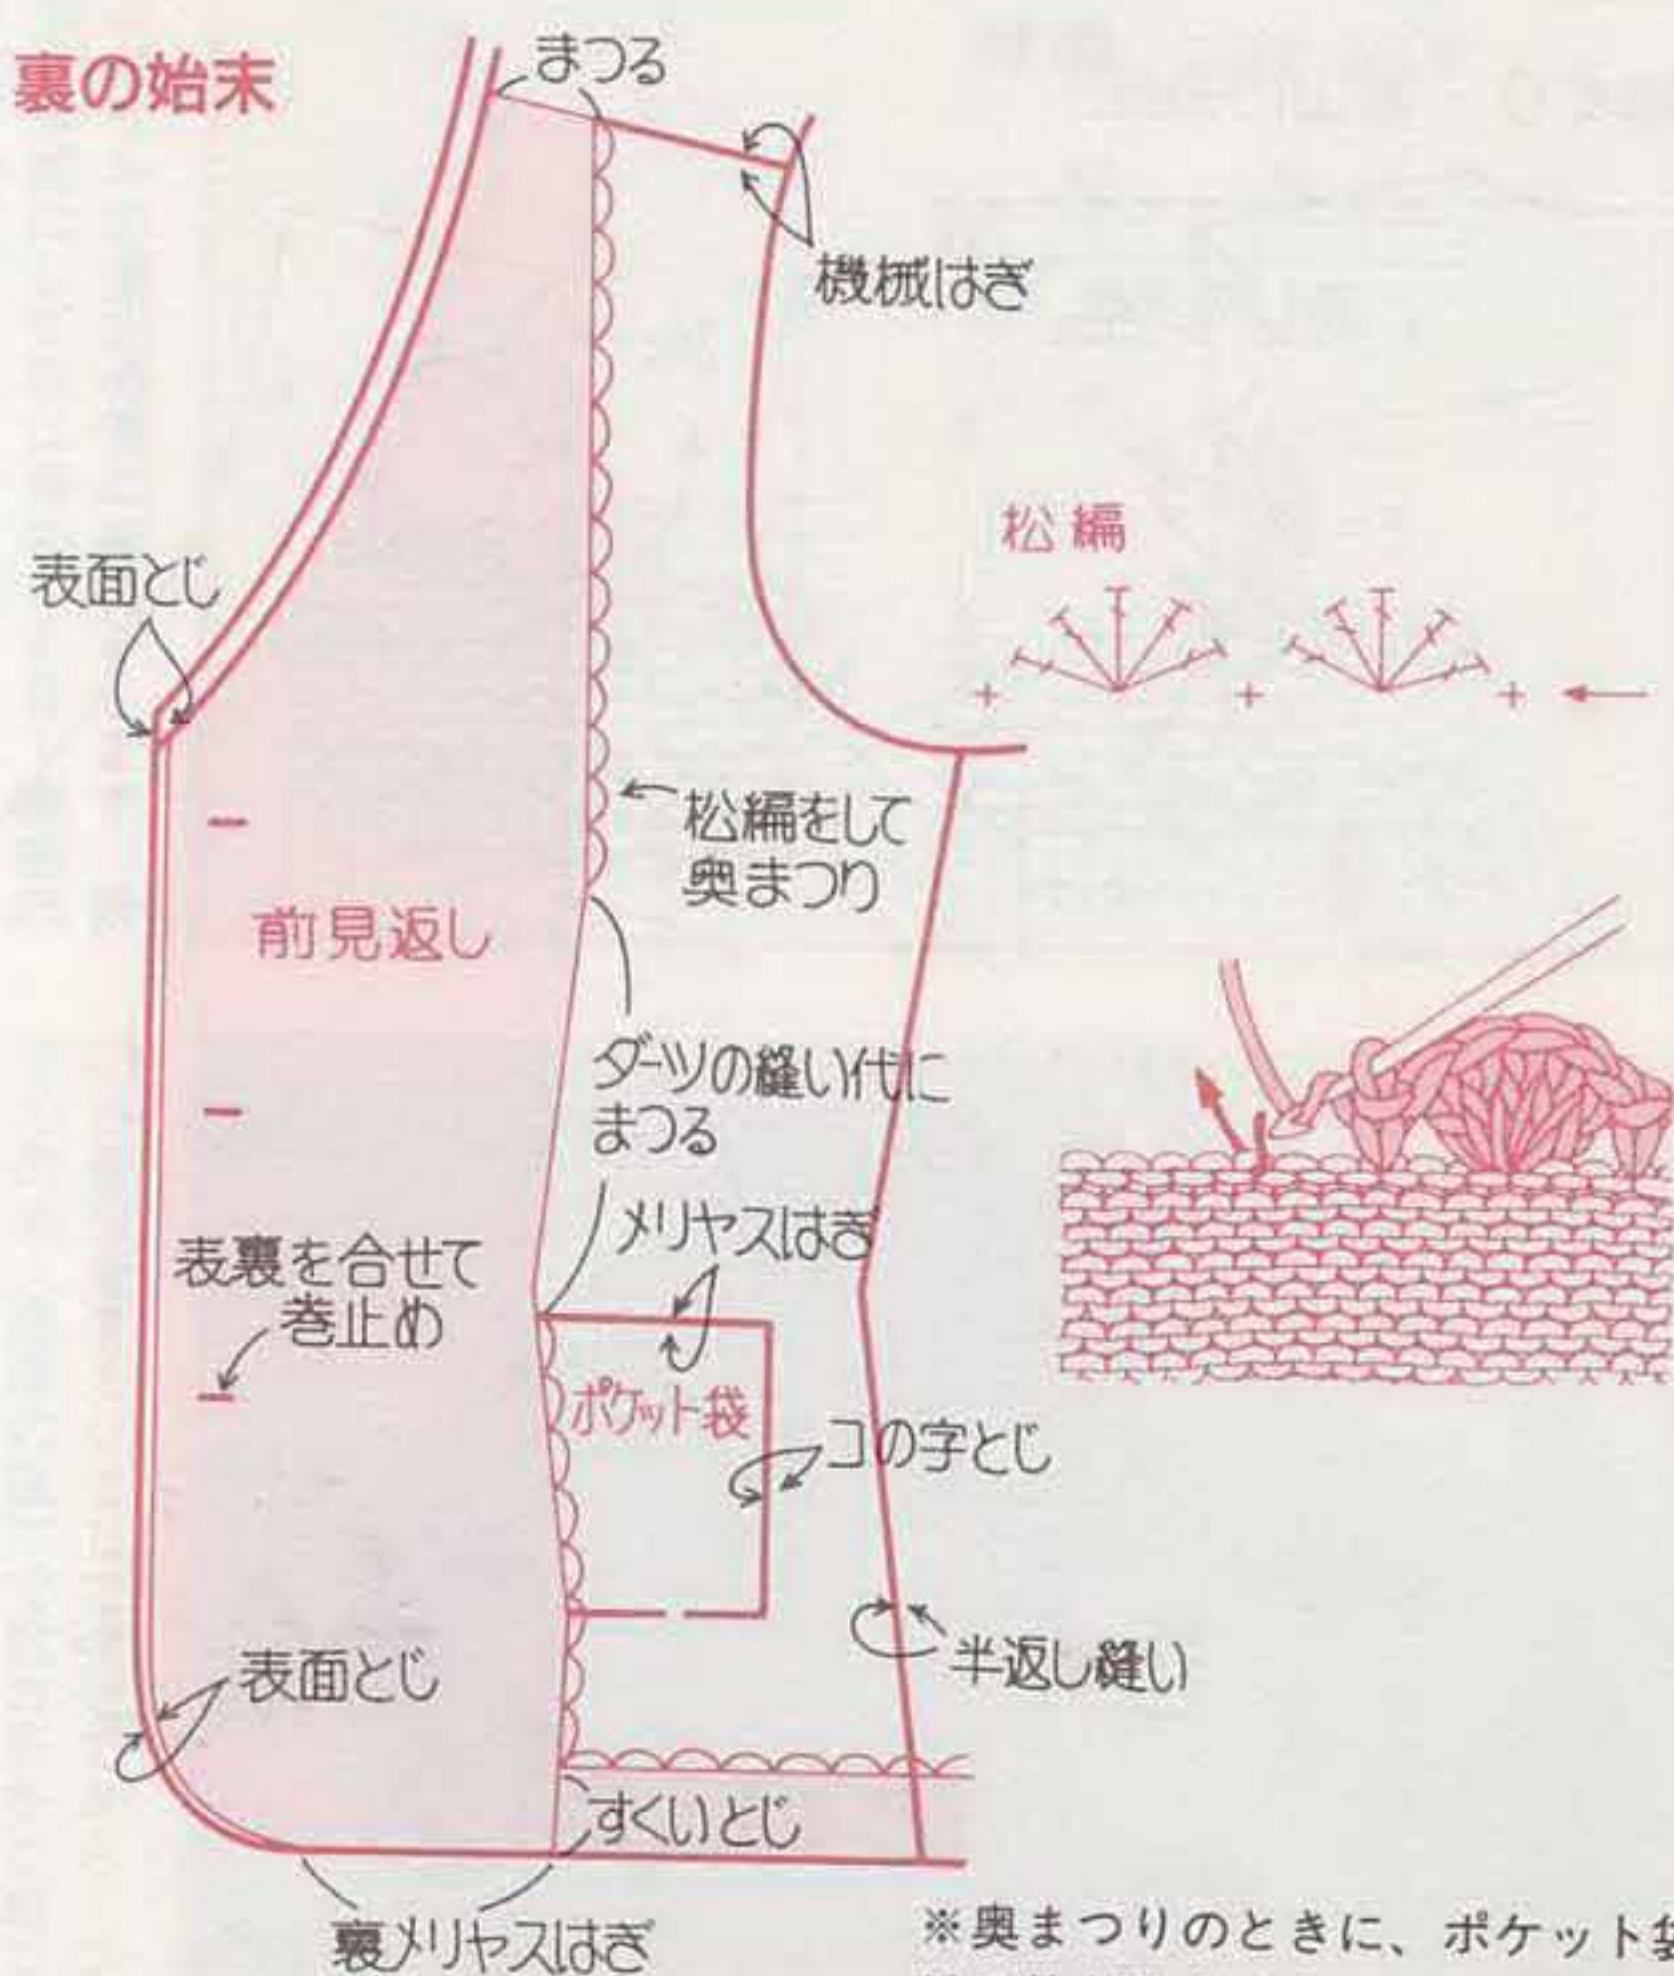 裏の始末
まつる
機械はぎ
松編
表面とじ
松編をして
奥まつり
前見返し
ダーツの縫い代に
まつる
メリヤスはぎ
表裏を合せて
巻止め
ポケット袋
コの字とじ
半返し縫い
表面とじ
すくいとじ
裏メリヤスはぎ
※奥まつりのときに、ポケット袋